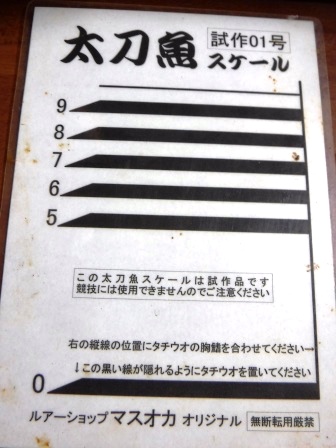 太刀魚 試作01号
スケール
9
8
7
6
5
この太刀魚スケールは試作品です
競技には使用できませんのでご注意ください
右の縦線の位置にタチウオの胸鰭を合わせてください→
↓この黒い線が隠れるようにタチウオを置いてください
0
ルアーショップ マスオカ オリジナル 無断転用厳禁